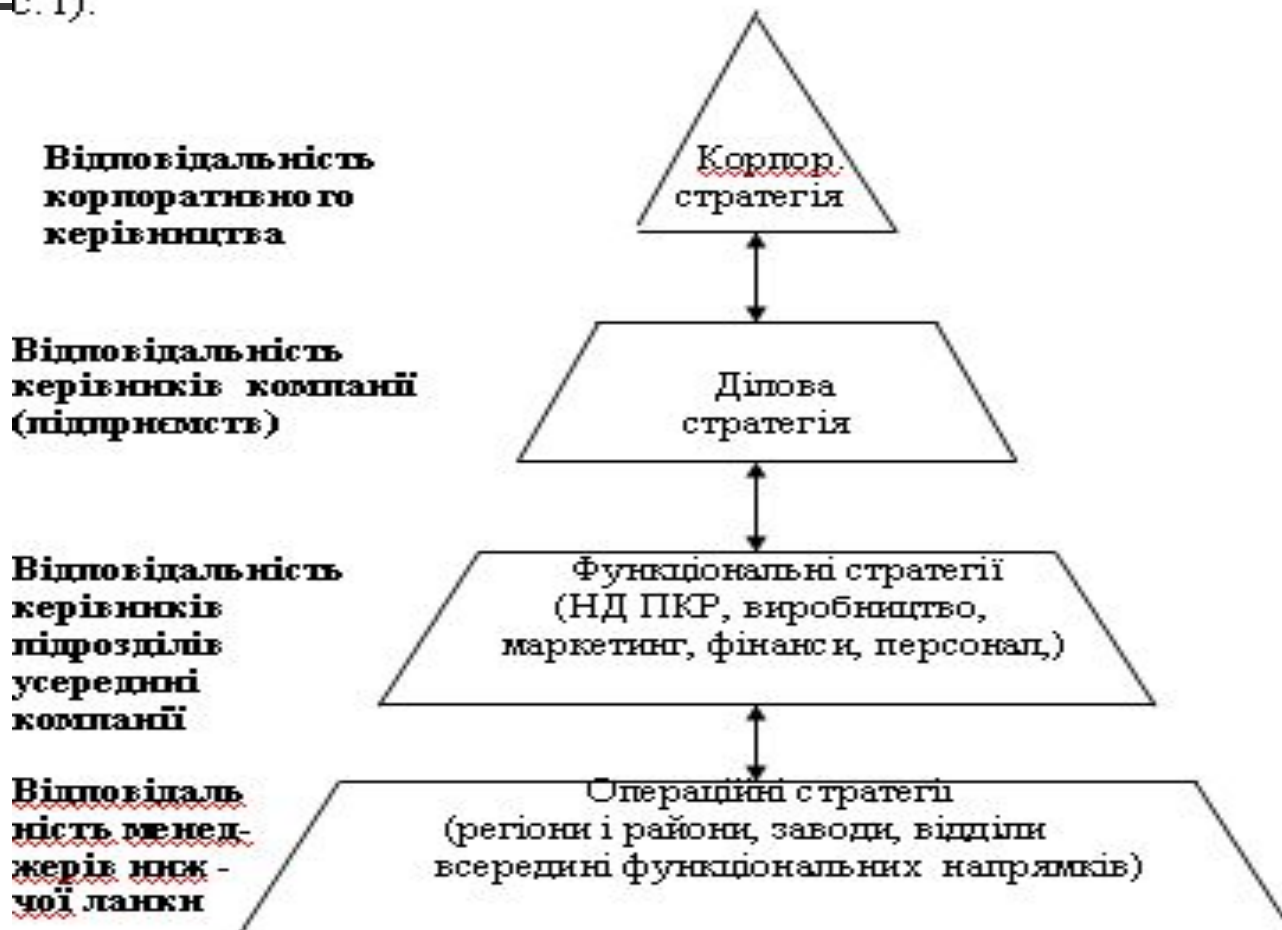 с. 1).
Відповідальність
корпоративного
керівництва
Корпор.
стратегія
Відповідальність
керівників компанії
(підприємств)
Ділова
стратегія
Відповідальність
керівників
підрозділів
усередині
компанії
Функціональні стратегії
(НД ПКР, виробництво,
маркетинг, фінанси, персонал,)
Відповідаль
ність менед-
жерів ниж -
чої ланки
Операційні стратегії
(регіони і райони, заводи, відділи
всередині функціональних напрямків)